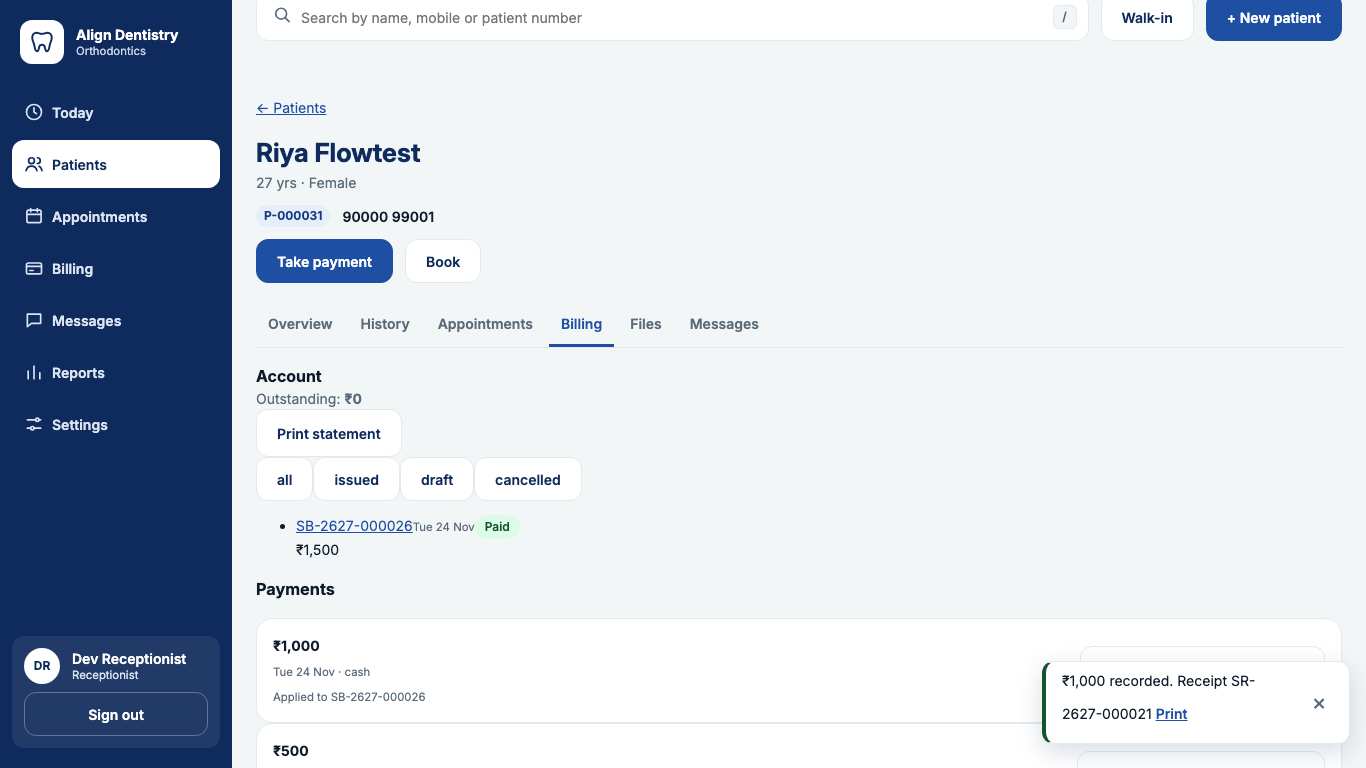 Align Dentistry
Orthodontics
Today
Patients
Appointments
Billing
Messages
Reports
Settings
DR
Dev Receptionist
Receptionist
Sign out
Search by name, mobile or patient number
/
Walk-in
+ New patient
← Patients
Riya Flowtest
27 yrs · Female
P-000031 90000 99001
Take payment
Book
Overview History Appointments Billing Files Messages
Account
Outstanding: ₹0
Print statement
all issued draft cancelled
• SB-2627-000026 Tue 24 Nov Paid
₹1,500
Payments
₹1,000
Tue 24 Nov · cash
Applied to SB-2627-000026
₹500
₹1,000 recorded. Receipt SR-
2627-000021 Print